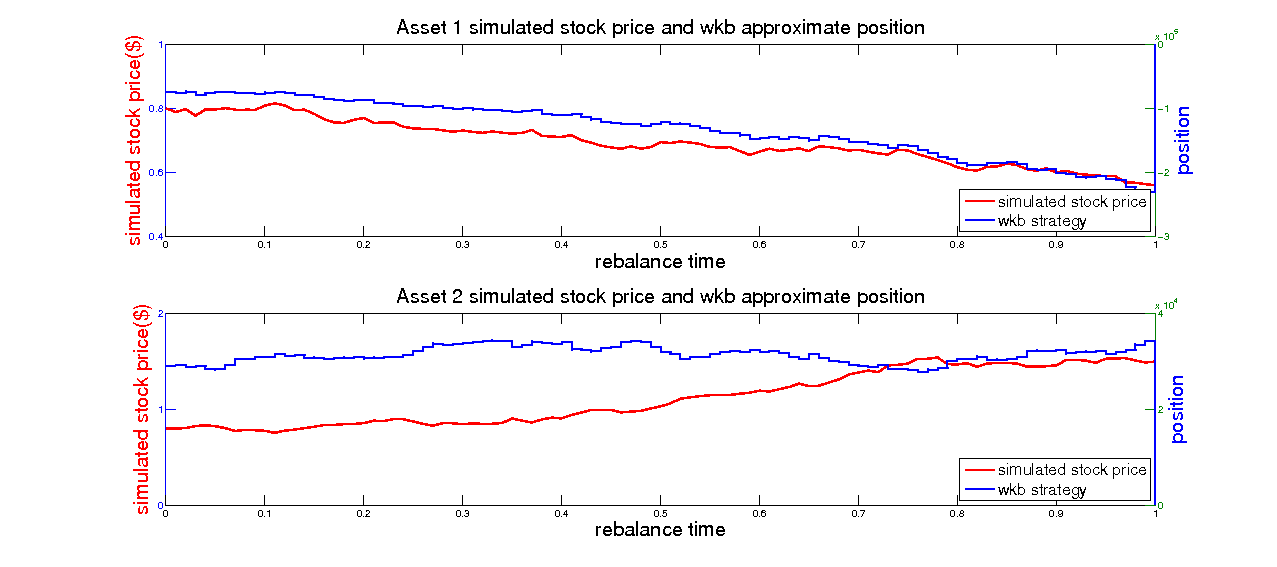 Asset 1 simulated stock price and wkb approximate position
x 10^5
simulated stock price($)
1
0.8
0.6
0.4
0
-1
-2
-3
position
simulated stock price
wkb strategy
0 0.1 0.2 0.3 0.4 0.5 0.6 0.7 0.8 0.9 1
rebalance time
Asset 2 simulated stock price and wkb approximate position
x 10^4
simulated stock price($)
2
1
0
4
2
0
position
simulated stock price
wkb strategy
0 0.1 0.2 0.3 0.4 0.5 0.6 0.7 0.8 0.9 1
rebalance time